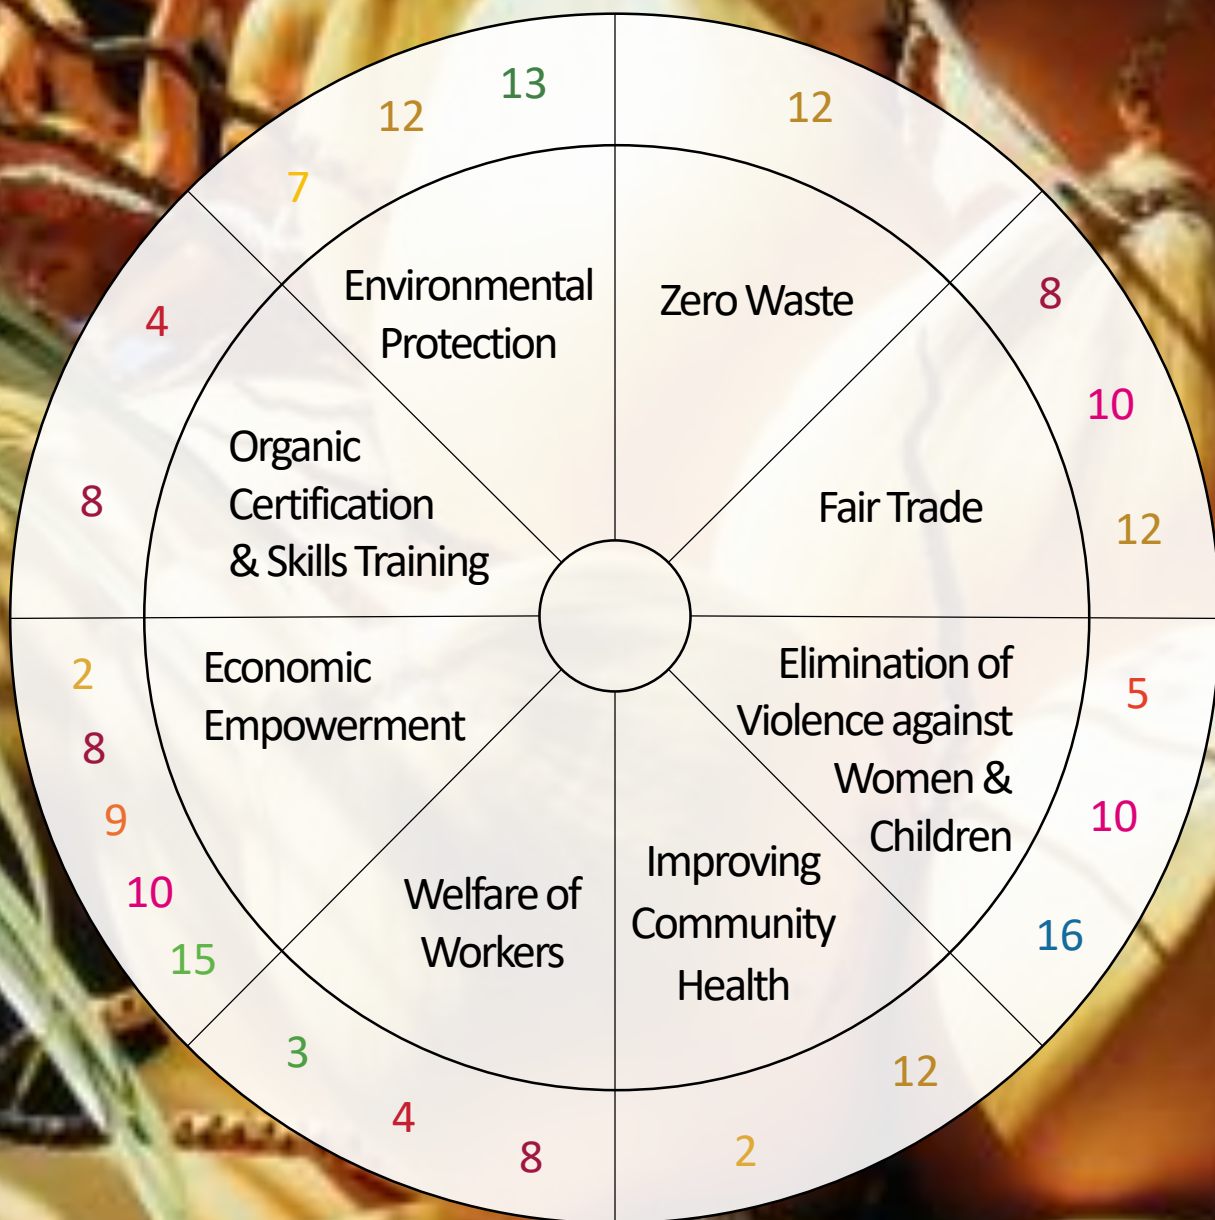 13
12
7
12
Environmental
Protection
Zero Waste
8
10
12
Fair Trade
4
8
Organic
Certification
& Skills Training
2
8
9
10
15
Economic
Empowerment
Elimination of
Violence against
Women &
Children
5
10
16
Welfare of
Workers
3
4
8
Improving
Community
Health
12
2